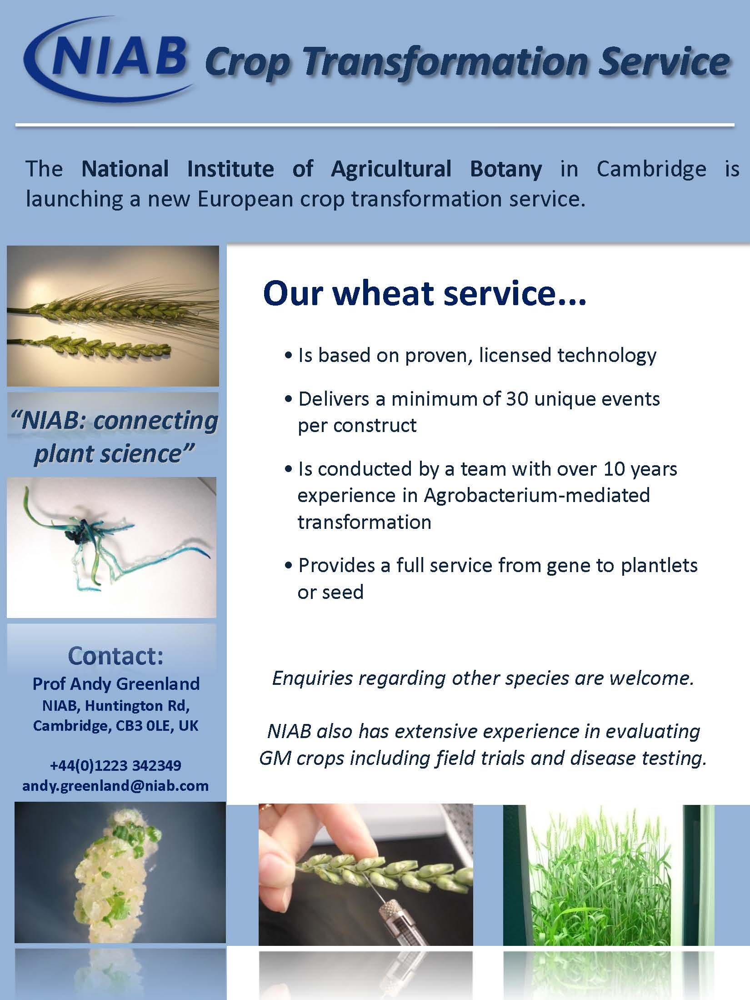 NIAB Crop Transformation Service
The National Institute of Agricultural Botany in Cambridge is
launching a new European crop transformation service.
“NIAB: connecting
plant science”
Contact:
Prof Andy Greenland
NIAB, Huntington Rd,
Cambridge, CB3 0LE, UK
+44(0)1223 342349
andy.greenland@niab.com
Our wheat service...
• Is based on proven, licensed technology
• Delivers a minimum of 30 unique events
per construct
• Is conducted by a team with over 10 years
experience in Agrobacterium-mediated
transformation
• Provides a full service from gene to plantlets
or seed
Enquiries regarding other species are welcome.
NIAB also has extensive experience in evaluating
GM crops including field trials and disease testing.